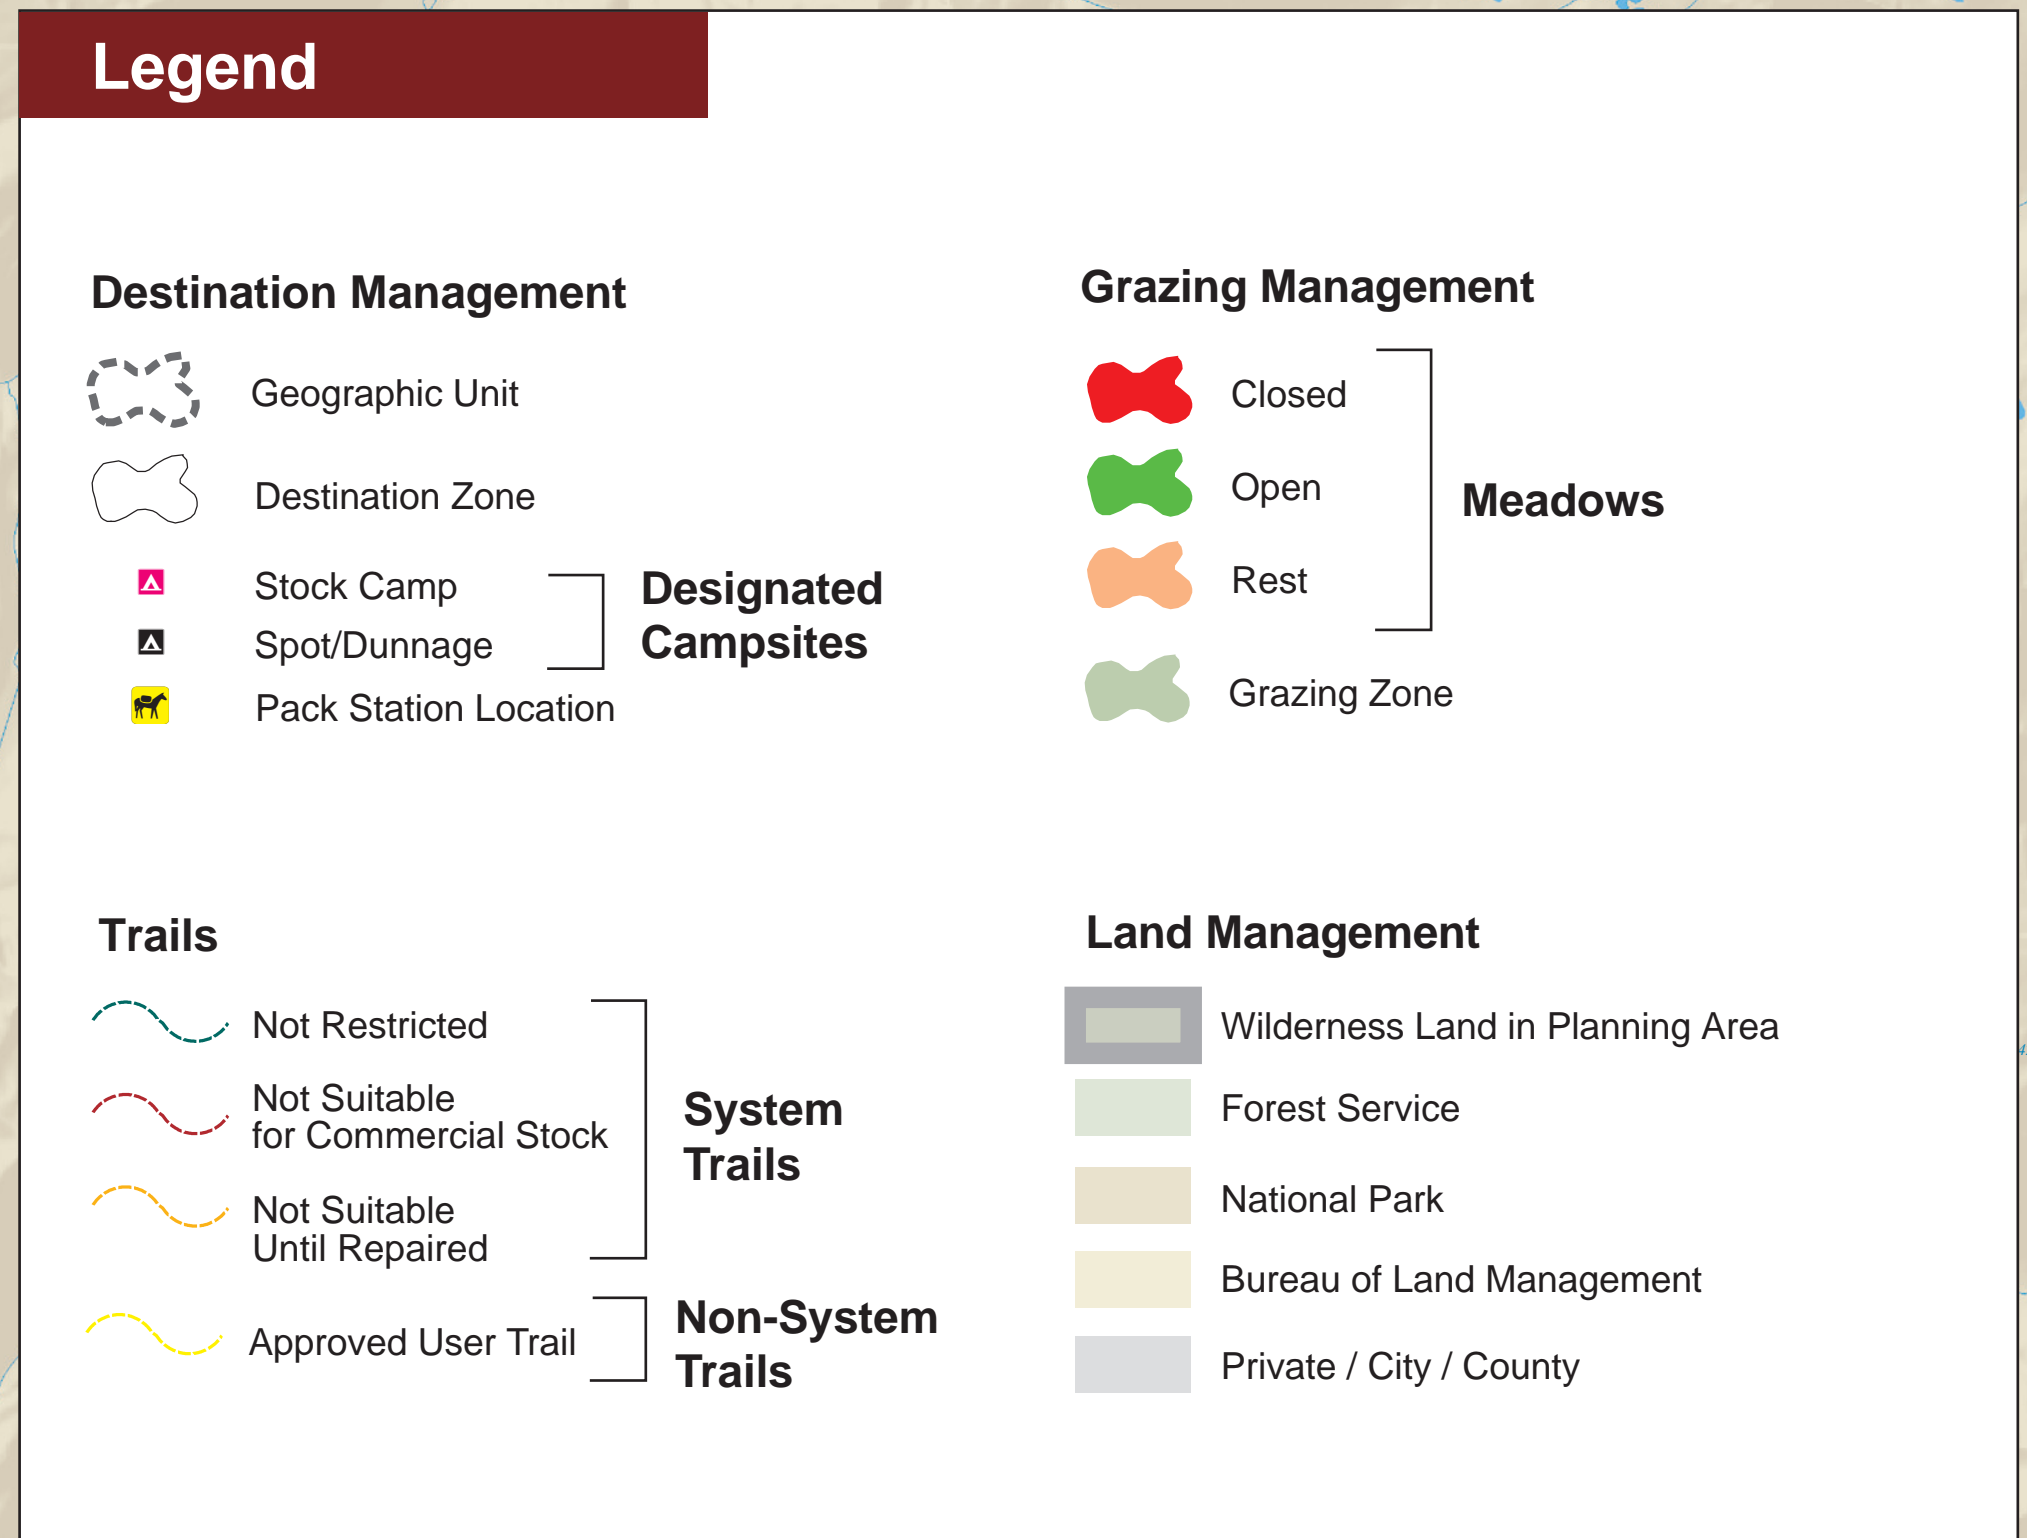 Legend
Destination Management
Geographic Unit
Destination Zone
Stock Camp
Spot/Dunnage
Designated
Campsites
Pack Station Location
Grazing Management
Closed
Open
Rest
Meadows
Grazing Zone
Trails
Not Restricted
Not Suitable
for Commercial Stock
Not Suitable
Until Repaired
System
Trails
Approved User Trail
Non-System
Trails
Land Management
Wilderness Land in Planning Area
Forest Service
National Park
Bureau of Land Management
Private / City / County